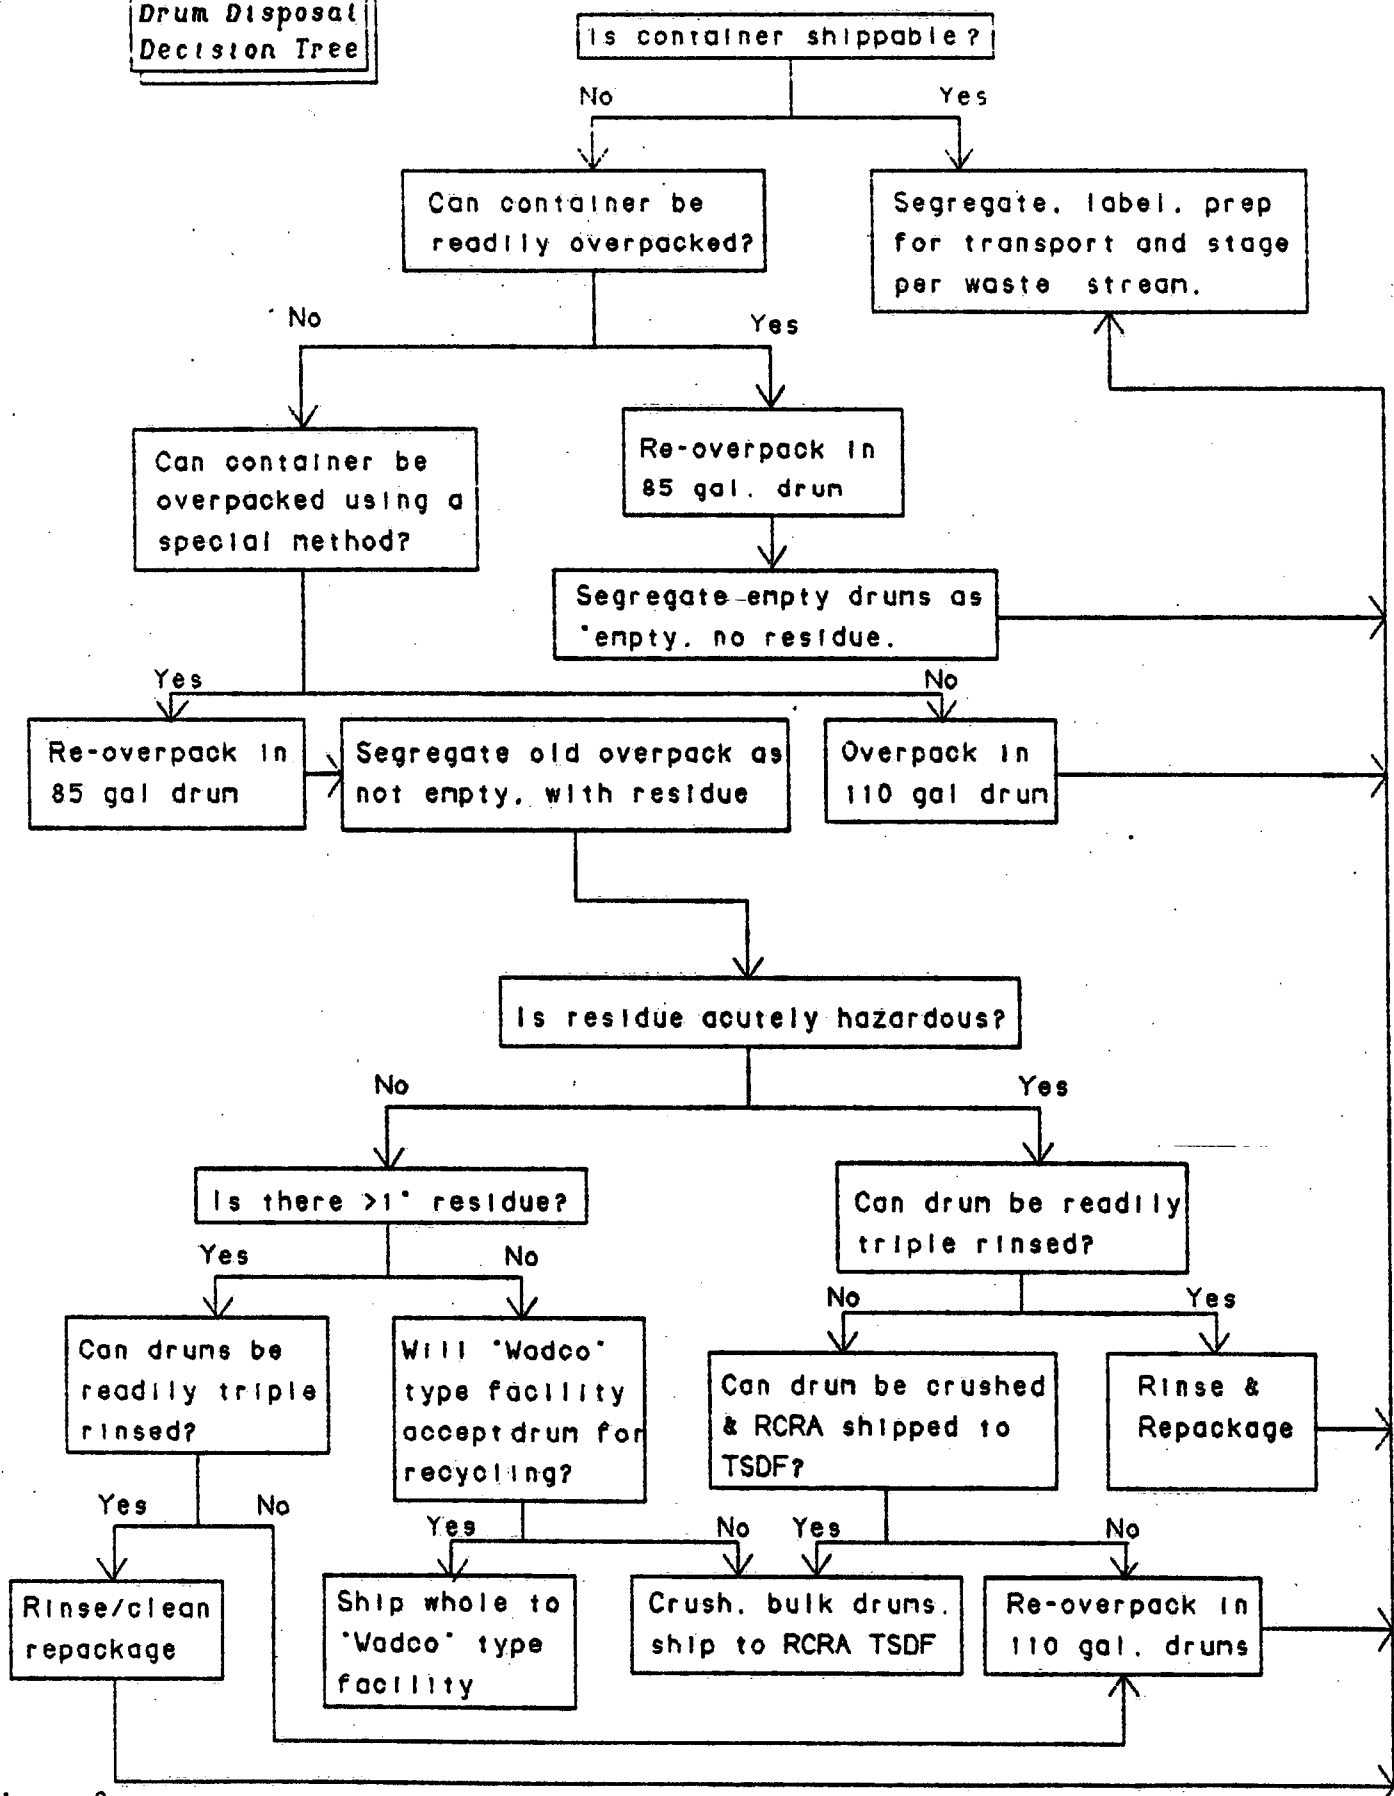 Drum Disposal
Decision Tree
Is container shippable?
No
Yes
Can container be
readily overpacked?
Segregate, label, prep
for transport and stage
per waste stream.
No
Yes
Can container be
overpacked using a
special method?
Re-overpack in
85 gal. drum
Segregate empty drums as
"empty, no residue.
Yes
No
Re-overpack in
85 gal drum
Segregate old overpack as
not empty, with residue
Overpack in
110 gal drum
Is residue acutely hazardous?
No
Yes
Is there >1" residue?
Can drum be readily
triple rinsed?
Yes
No
No
Yes
Can drums be
readily triple
rinsed?
Will "Wadco"
type facility
accept drum for
recycling?
Can drum be crushed
& RCRA shipped to
TSDF?
Rinse &
Repackage
Yes
No
Yes
No
Yes
No
Rinse/clean
repackage
Ship whole to
"Wadco" type
facility
Crush, bulk drums,
ship to RCRA TSDF
Re-overpack in
110 gal. drums